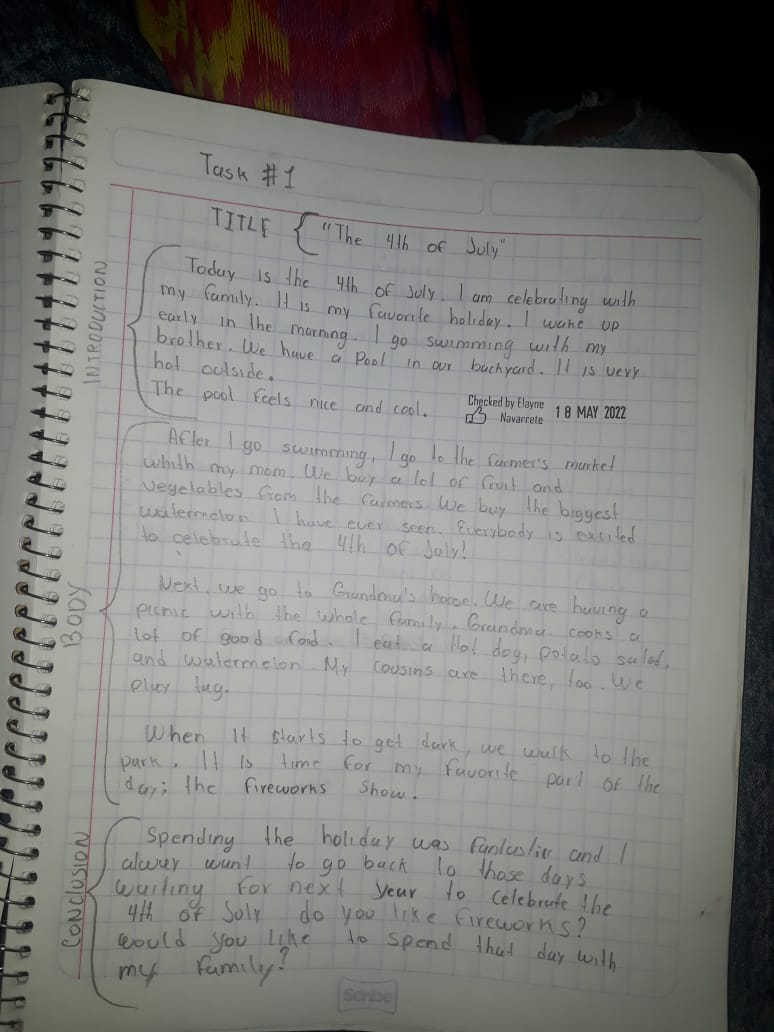 Task #1
TITLE { "The 4th of July"
INTRODUCTION
Today is the 4th of July. I am celebrating with
my family. It is my favorite holiday. I wake up
early in the morning. I go swimming with my
brother. We have a Pool in our backyard. It is very
hot outside.
The pool feels nice and cool.
Checked by Elayne
Navarrete
18 MAY 2022
BODY
After I go swimming, I go to the farmer's market
whith my mom. We buy a lot of fruit and
vegetables from the farmers We buy the biggest
watermelon I have ever seen. Everybody is excited
to celebrate the 4th of July!
Next, we go to Grandma's house. We are having a
picnic with the whole family. Grandma cooks a
lot of good food. I eat a Hot dog, potato salad,
and watermelon. My cousins are there, too. We
play tag.
When It starts to get dark, we walk to the
park. It is time for my favorite part of the
day; the fireworks show.
CONCLUSION
Spending the holiday was fantastic and I
want to go back to those days
waiting for next year to celebrate the
4th of July do you like fireworks?
would you like to spend that day with
my family?
Scribe